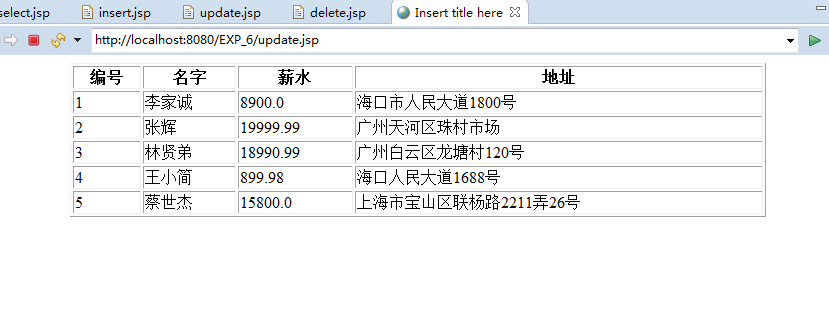 select.jsp insert.jsp update.jsp delete.jsp Insert title here
http://localhost:8080/EXP_6/update.jsp
编号 名字 薪水 地址
1 李家诚 8900.0 海口市人民大道1800号
2 张辉 19999.99 广州天河区珠村市场
3 林贤弟 18990.99 广州白云区龙塘村120号
4 王小简 899.98 海口人民大道1688号
5 蔡世杰 15800.0 上海市宝山区联杨路2211弄26号